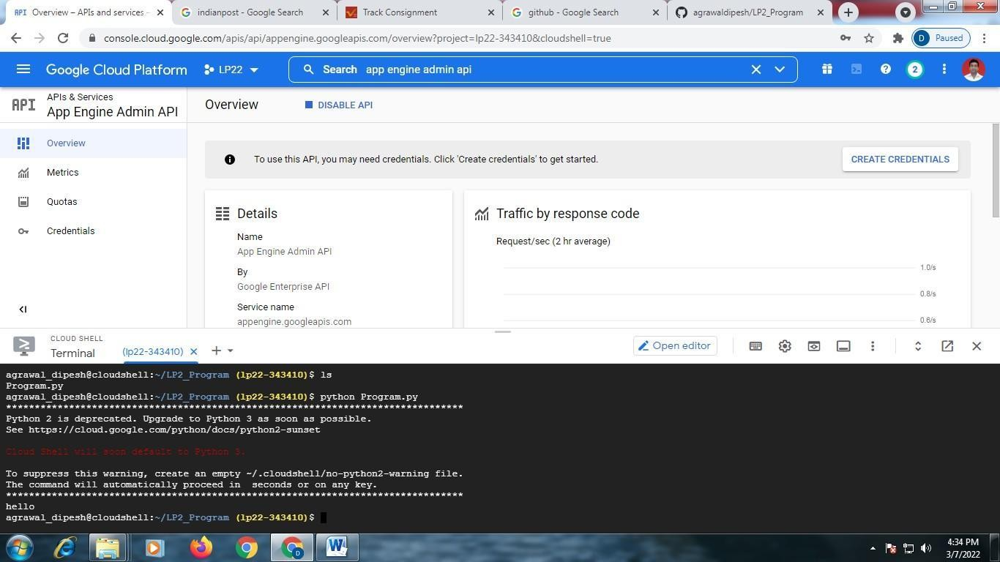 Overview – APIs and services -
indianpost - Google Search
Track Consignment
github - Google Search
agrawaldipesh/LP2_Program
console.cloud.google.com/apis/api/appengine.googleapis.com/overview?project=lp22-343410&cloudshell=true
D Paused
Google Cloud Platform
LP22
Search app engine admin api
2
API
APIs & Services
App Engine Admin API
Overview
DISABLE API
Overview
Metrics
Quotas
Credentials
To use this API, you may need credentials. Click 'Create credentials' to get started.
CREATE CREDENTIALS
Details
Name
App Engine Admin API
By
Google Enterprise API
Service name
appengine.googleapis.com
Traffic by response code
Request/sec (2 hr average)
1.0/s
0.8/s
0.6/s
CLOUD SHELL
Terminal
(lp22-343410)
Open editor
agrawal_dipesh@cloudshell:~/LP2_Program (lp22-343410)$ ls
Program.py
agrawal_dipesh@cloudshell:~/LP2_Program (lp22-343410)$ python Program.py
********************************************************************************
Python 2 is deprecated. Upgrade to Python 3 as soon as possible.
See https://cloud.google.com/python/docs/python2-sunset
Cloud Shell will soon default to Python 3.
To suppress this warning, create an empty ~/.cloudshell/no-python2-warning file.
The command will automatically proceed in  seconds or on any key.
********************************************************************************
hello
agrawal_dipesh@cloudshell:~/LP2_Program (lp22-343410)$
4:34 PM
3/7/2022